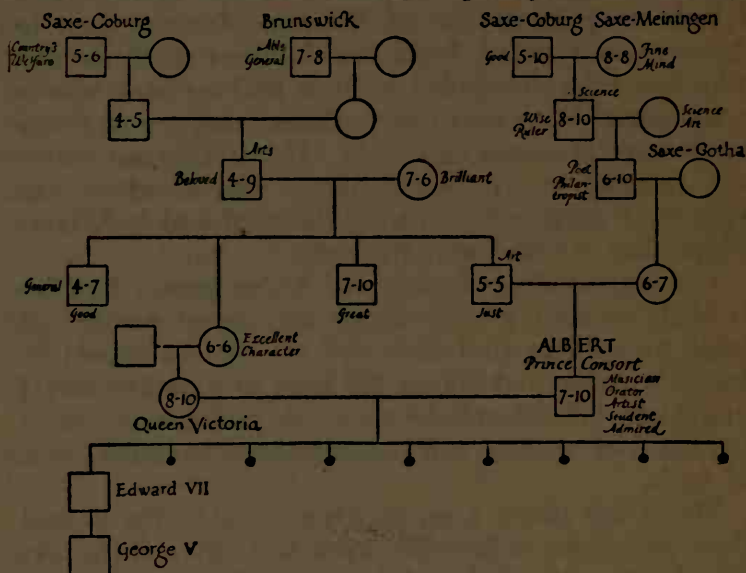 Saxe-Coburg
Brunswick
Saxe-Coburg Saxe-Meiningen
5-6
Able
General
7-8
Good
5-10
8-8
Fine
Mind
4-5
Science
Wise
Ruler
8-10
Science
Art
Saxe-Gotha
Arts
Beloved
4-9
7-6
Brilliant
Poet
Philan-
tropist
6-10
General
4-7
Good
7-10
Great
Art
5-5
Just
6-7
6-6
Excellent
Character
ALBERT
Prince Consort
8-10
7-10
Musician
Orator
Artist
Student
Admired
Queen Victoria
Edward VII
George V